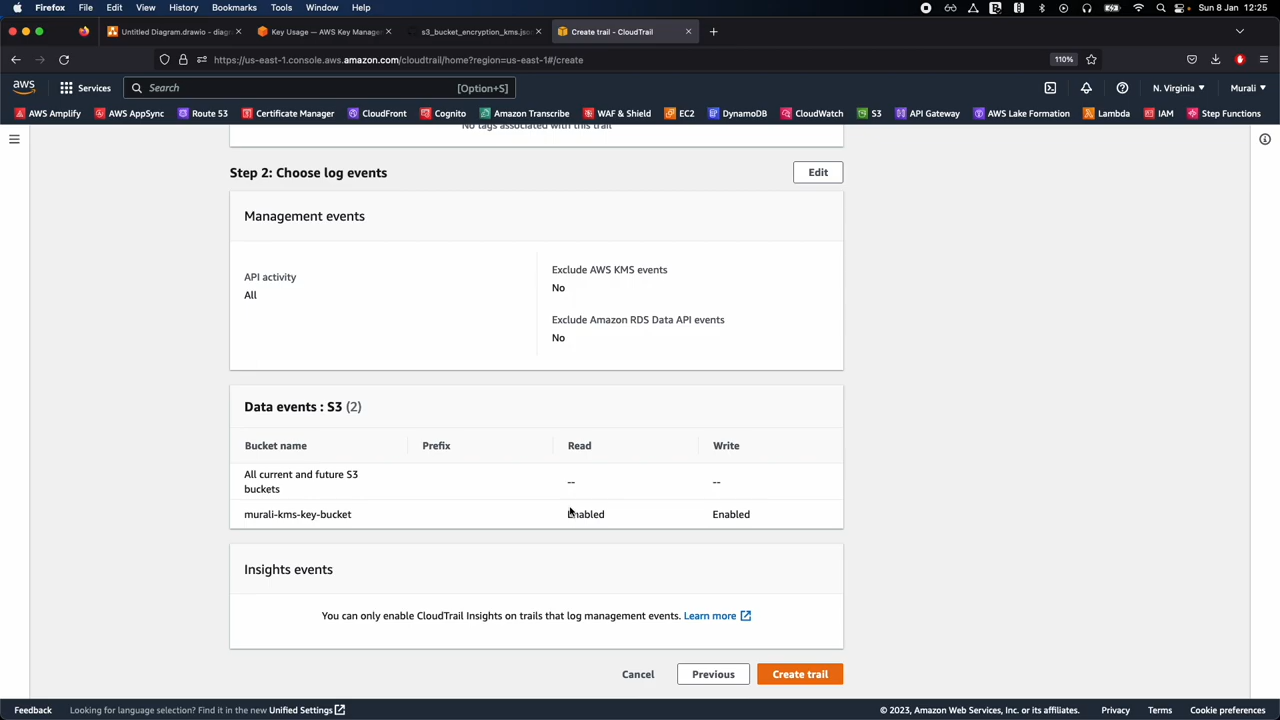 Firefox File Edit View History Bookmarks Tools Window Help Sun 8 Jan 12:25
Untitled Diagram.drawio - diagr Key Usage — AWS Key Manage s3_bucket_encryption_kms.jso Create trail - CloudTrail
https://us-east-1.console.aws.amazon.com/cloudtrail/home?region=us-east-1#/create 110%
aws Services Search [Option+S] N. Virginia Murali
AWS Amplify AWS AppSync Route 53 Certificate Manager CloudFront Cognito Amazon Transcribe WAF & Shield EC2 DynamoDB CloudWatch S3 API Gateway AWS Lake Formation Lambda IAM Step Functions
No tags associated with this trail
Step 2: Choose log events Edit
Management events
API activity
All
Exclude AWS KMS events
No
Exclude Amazon RDS Data API events
No
Data events : S3 (2)
Bucket name Prefix Read Write
All current and future S3
buckets -- --
murali-kms-key-bucket Enabled Enabled
Insights events
You can only enable CloudTrail Insights on trails that log management events. Learn more
Cancel Previous Create trail
Feedback Looking for language selection? Find it in the new Unified Settings © 2023, Amazon Web Services, Inc. or its affiliates. Privacy Terms Cookie preferences